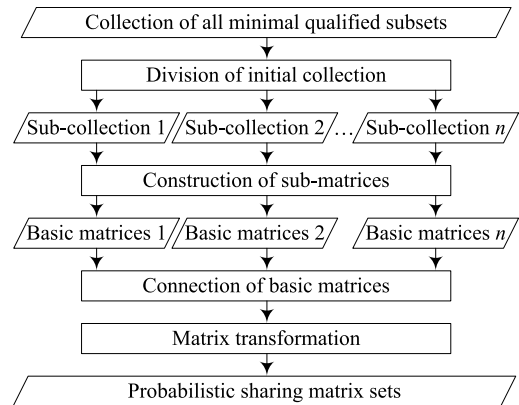 Collection of all minimal qualified subsets
Division of initial collection
Sub-collection 1 Sub-collection 2 ... Sub-collection n
Construction of sub-matrices
Basic matrices 1 Basic matrices 2 Basic matrices n
Connection of basic matrices
Matrix transformation
Probabilistic sharing matrix sets